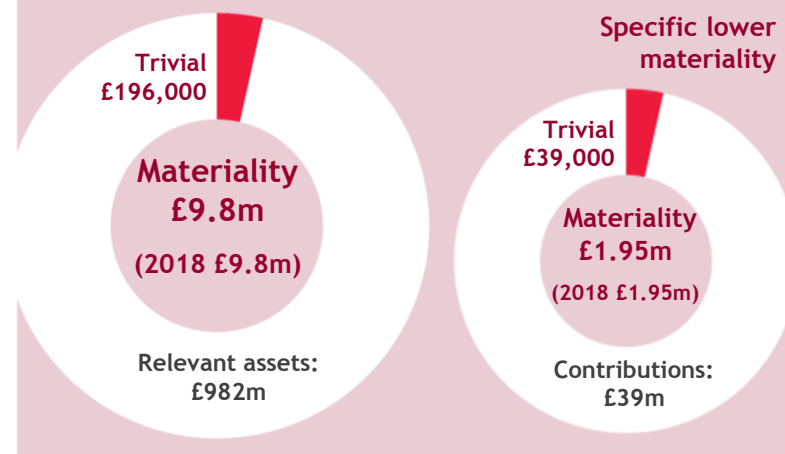 Specific lower
materiality
Trivial
£196,000
Materiality
£9.8m
(2018 £9.8m)
Relevant assets:
£982m
Trivial
£39,000
Materiality
£1.95m
(2018 £1.95m)
Contributions:
£39m